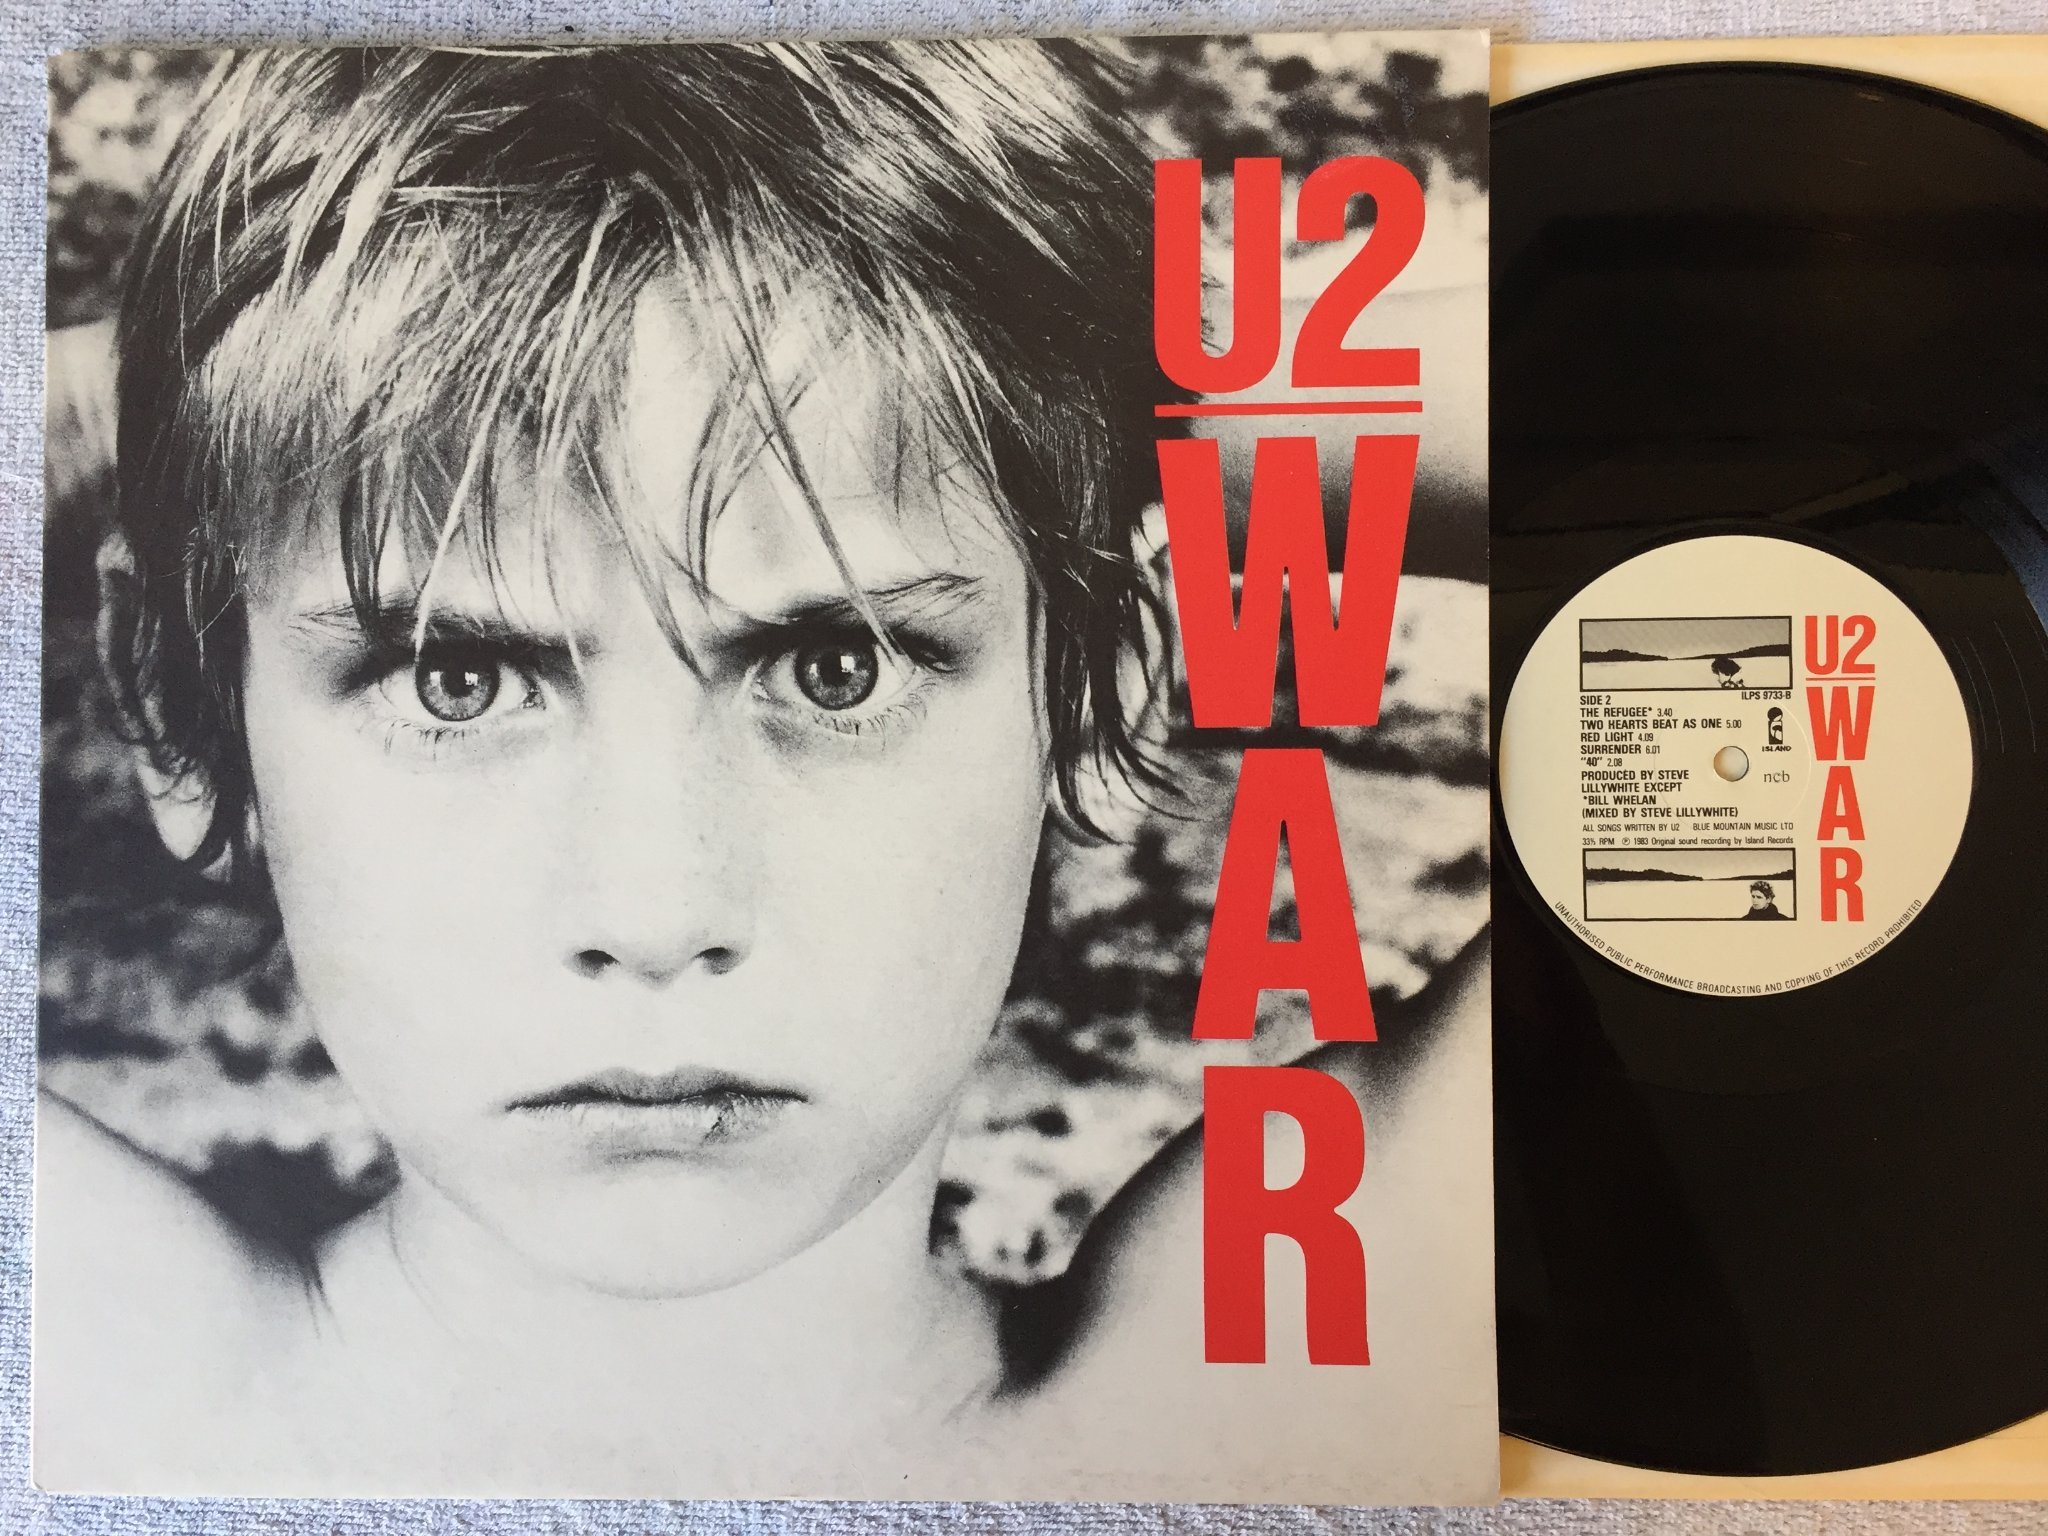 U2
WAR
U2
WAR
SIDE 2
ILPS 9733-B
THE REFUGEE* 3.40
TWO HEARTS BEAT AS ONE 5.00
RED LIGHT 4.09
SURRENDER 6.01
"40" 2.08
PRODUCED BY STEVE
LILLYWHITE EXCEPT
*BILL WHELAN
(MIXED BY STEVE LILLYWHITE)
ISLAND
ncb
ALL SONGS WRITTEN BY U2 BLUE MOUNTAIN MUSIC LTD
33⅓ RPM ℗ 1983 Original sound recording by Island Records
UNAUTHORISED PUBLIC PERFORMANCE BROADCASTING AND COPYING OF THIS RECORD PROHIBITED